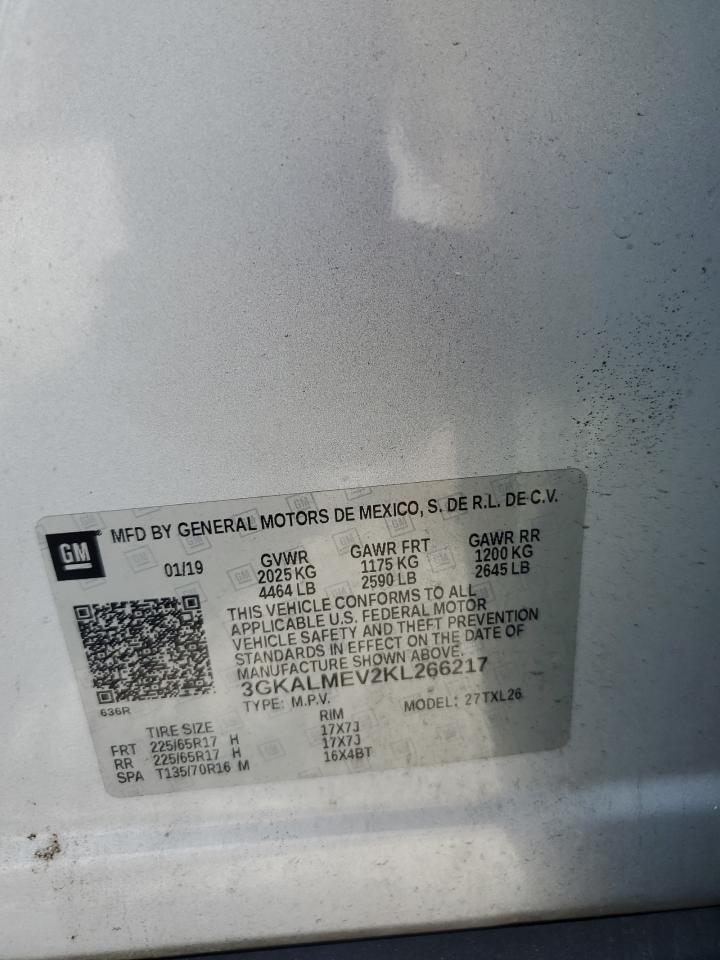 GM
MFD BY GENERAL MOTORS DE MEXICO, S. DE R.L. DE C.V.
01/19 GVWR GAWR FRT GAWR RR
2025 KG 1175 KG 1200 KG
4464 LB 2590 LB 2645 LB
THIS VEHICLE CONFORMS TO ALL
APPLICABLE U.S. FEDERAL MOTOR
VEHICLE SAFETY AND THEFT PREVENTION
STANDARDS IN EFFECT ON THE DATE OF
MANUFACTURE SHOWN ABOVE.
3GKALMEV2KL266217
636R
TYPE: M.P.V. MODEL: 27TXL26
TIRE SIZE RIM
FRT 225/65R17 H 17X7J
RR 225/65R17 H 17X7J
SPA T135/70R16 M 16X4BT